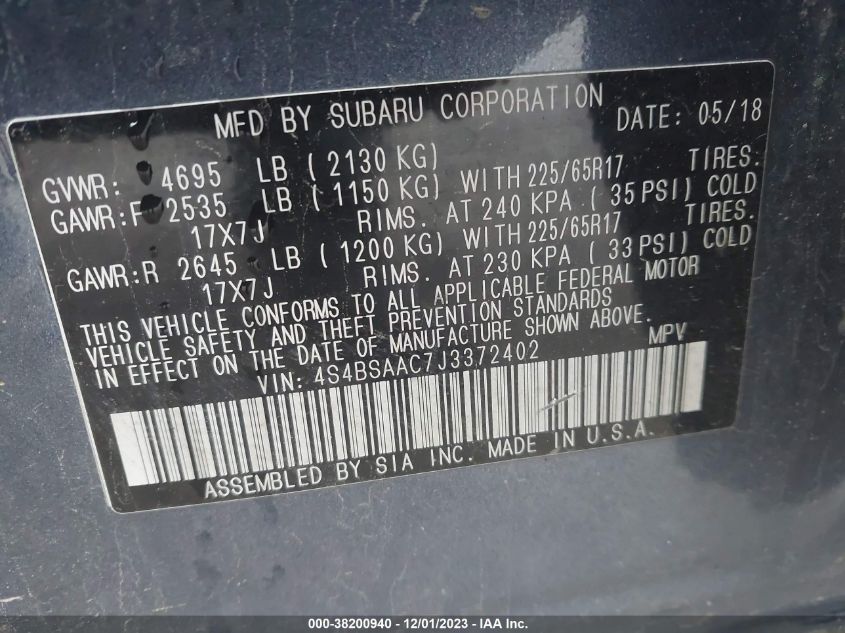 MFD BY SUBARU CORPORATION DATE: 05/18
GVWR: 4695 LB ( 2130 KG)
GAWR:F 2535 LB ( 1150 KG) WITH 225/65R17 TIRES.
17X7J RIMS. AT 240 KPA ( 35 PSI) COLD
GAWR:R 2645 LB ( 1200 KG) WITH 225/65R17 TIRES.
17X7J RIMS. AT 230 KPA ( 33 PSI) COLD
THIS VEHICLE CONFORMS TO ALL APPLICABLE FEDERAL MOTOR
VEHICLE SAFETY AND THEFT PREVENTION STANDARDS
IN EFFECT ON THE DATE OF MANUFACTURE SHOWN ABOVE.
VIN: 4S4BSAAC7J3372402 MPV
ASSEMBLED BY SIA INC. MADE IN U.S.A.
000-38200940 - 12/01/2023 - IAA Inc.